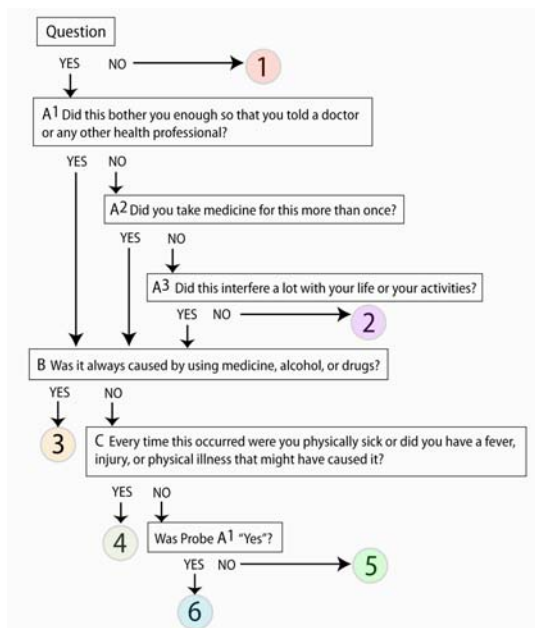 Question
YES NO 1
A1 Did this bother you enough so that you told a doctor
or any other health professional?
YES NO
A2 Did you take medicine for this more than once?
YES NO
A3 Did this interfere a lot with your life or your activities?
YES NO 2
B Was it always caused by using medicine, alcohol, or drugs?
YES NO
3
C Every time this occurred were you physically sick or did you have a fever,
injury, or physical illness that might have caused it?
YES NO
4
Was Probe A1 “Yes”?
YES NO 5
6